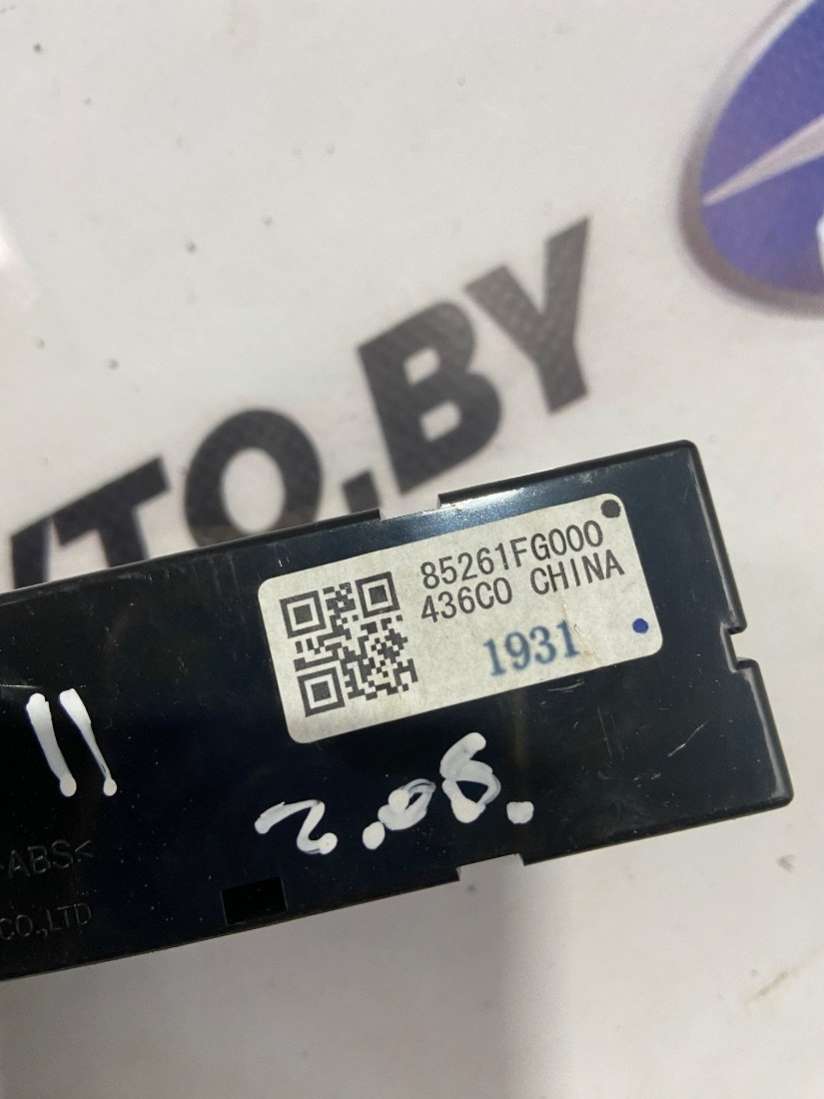 VTO.BY
85261FG000
436C0 CHINA
1931
11
2.08.
>ABS<
CO.,LTD